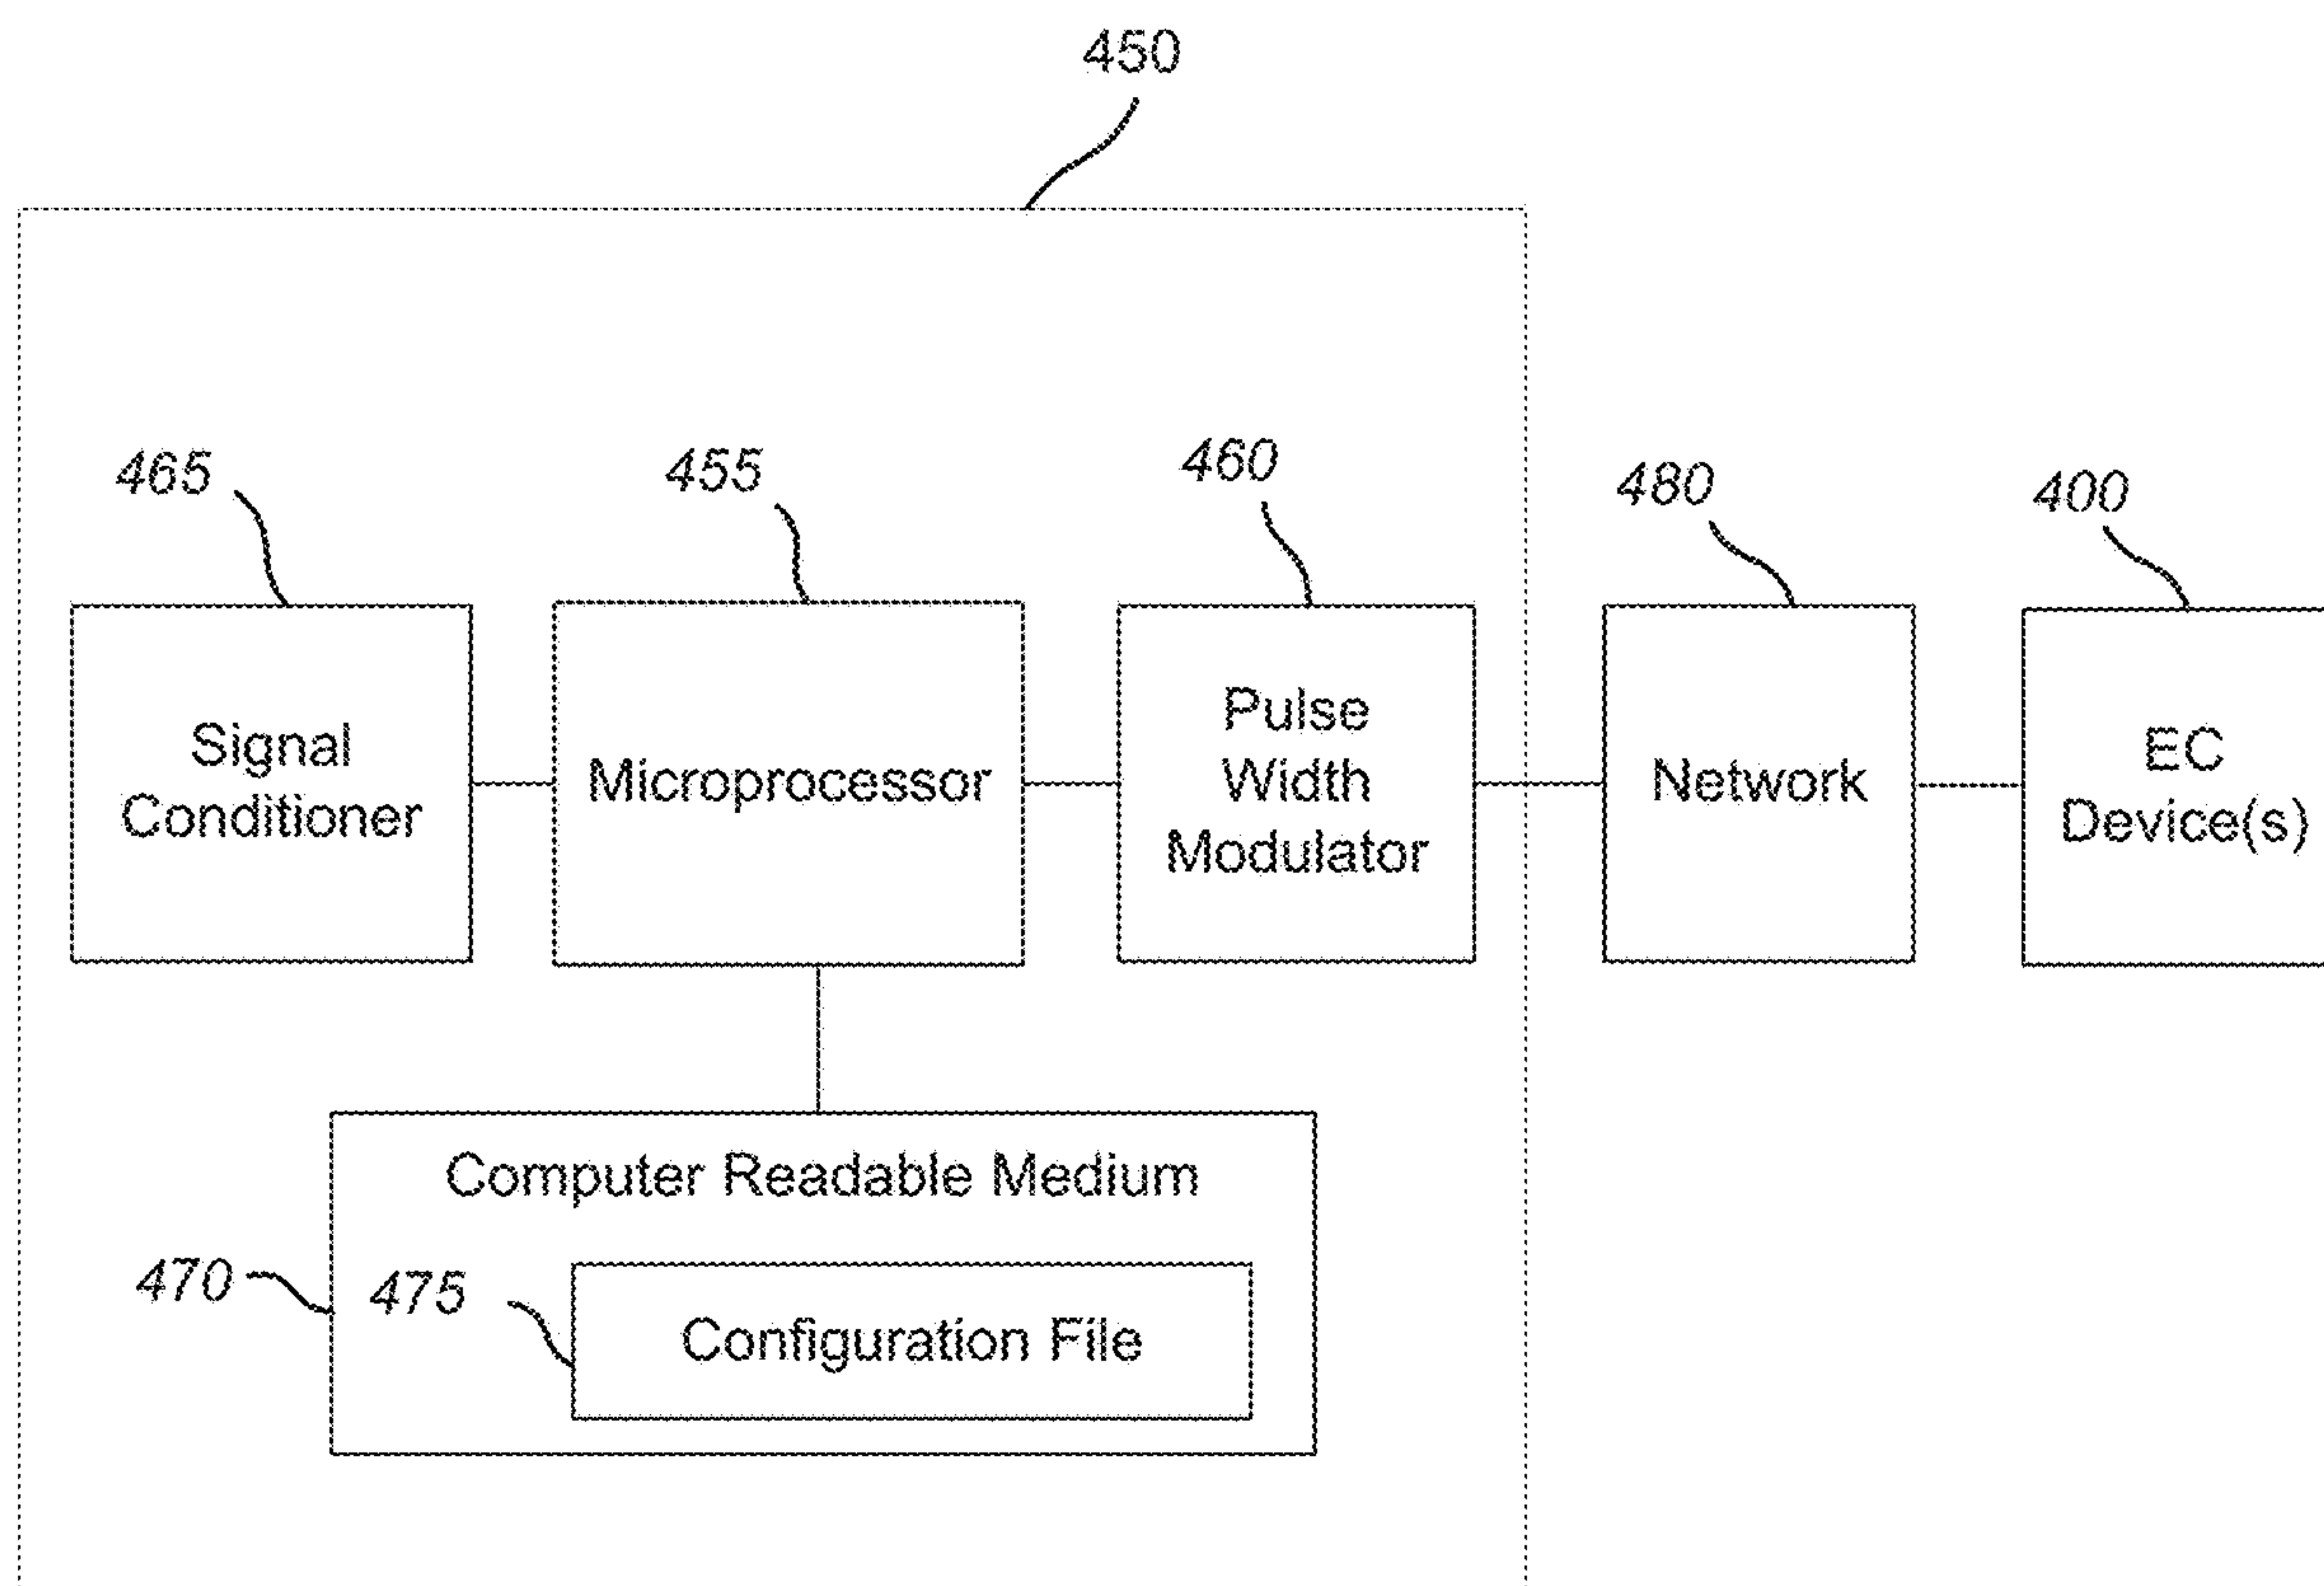 450
465
455
460
480
400
Signal
Conditioner
Microprocessor
Pulse
Width
Modulator
Network
EC
Device(s)
Computer Readable Medium
470
475
Configuration File